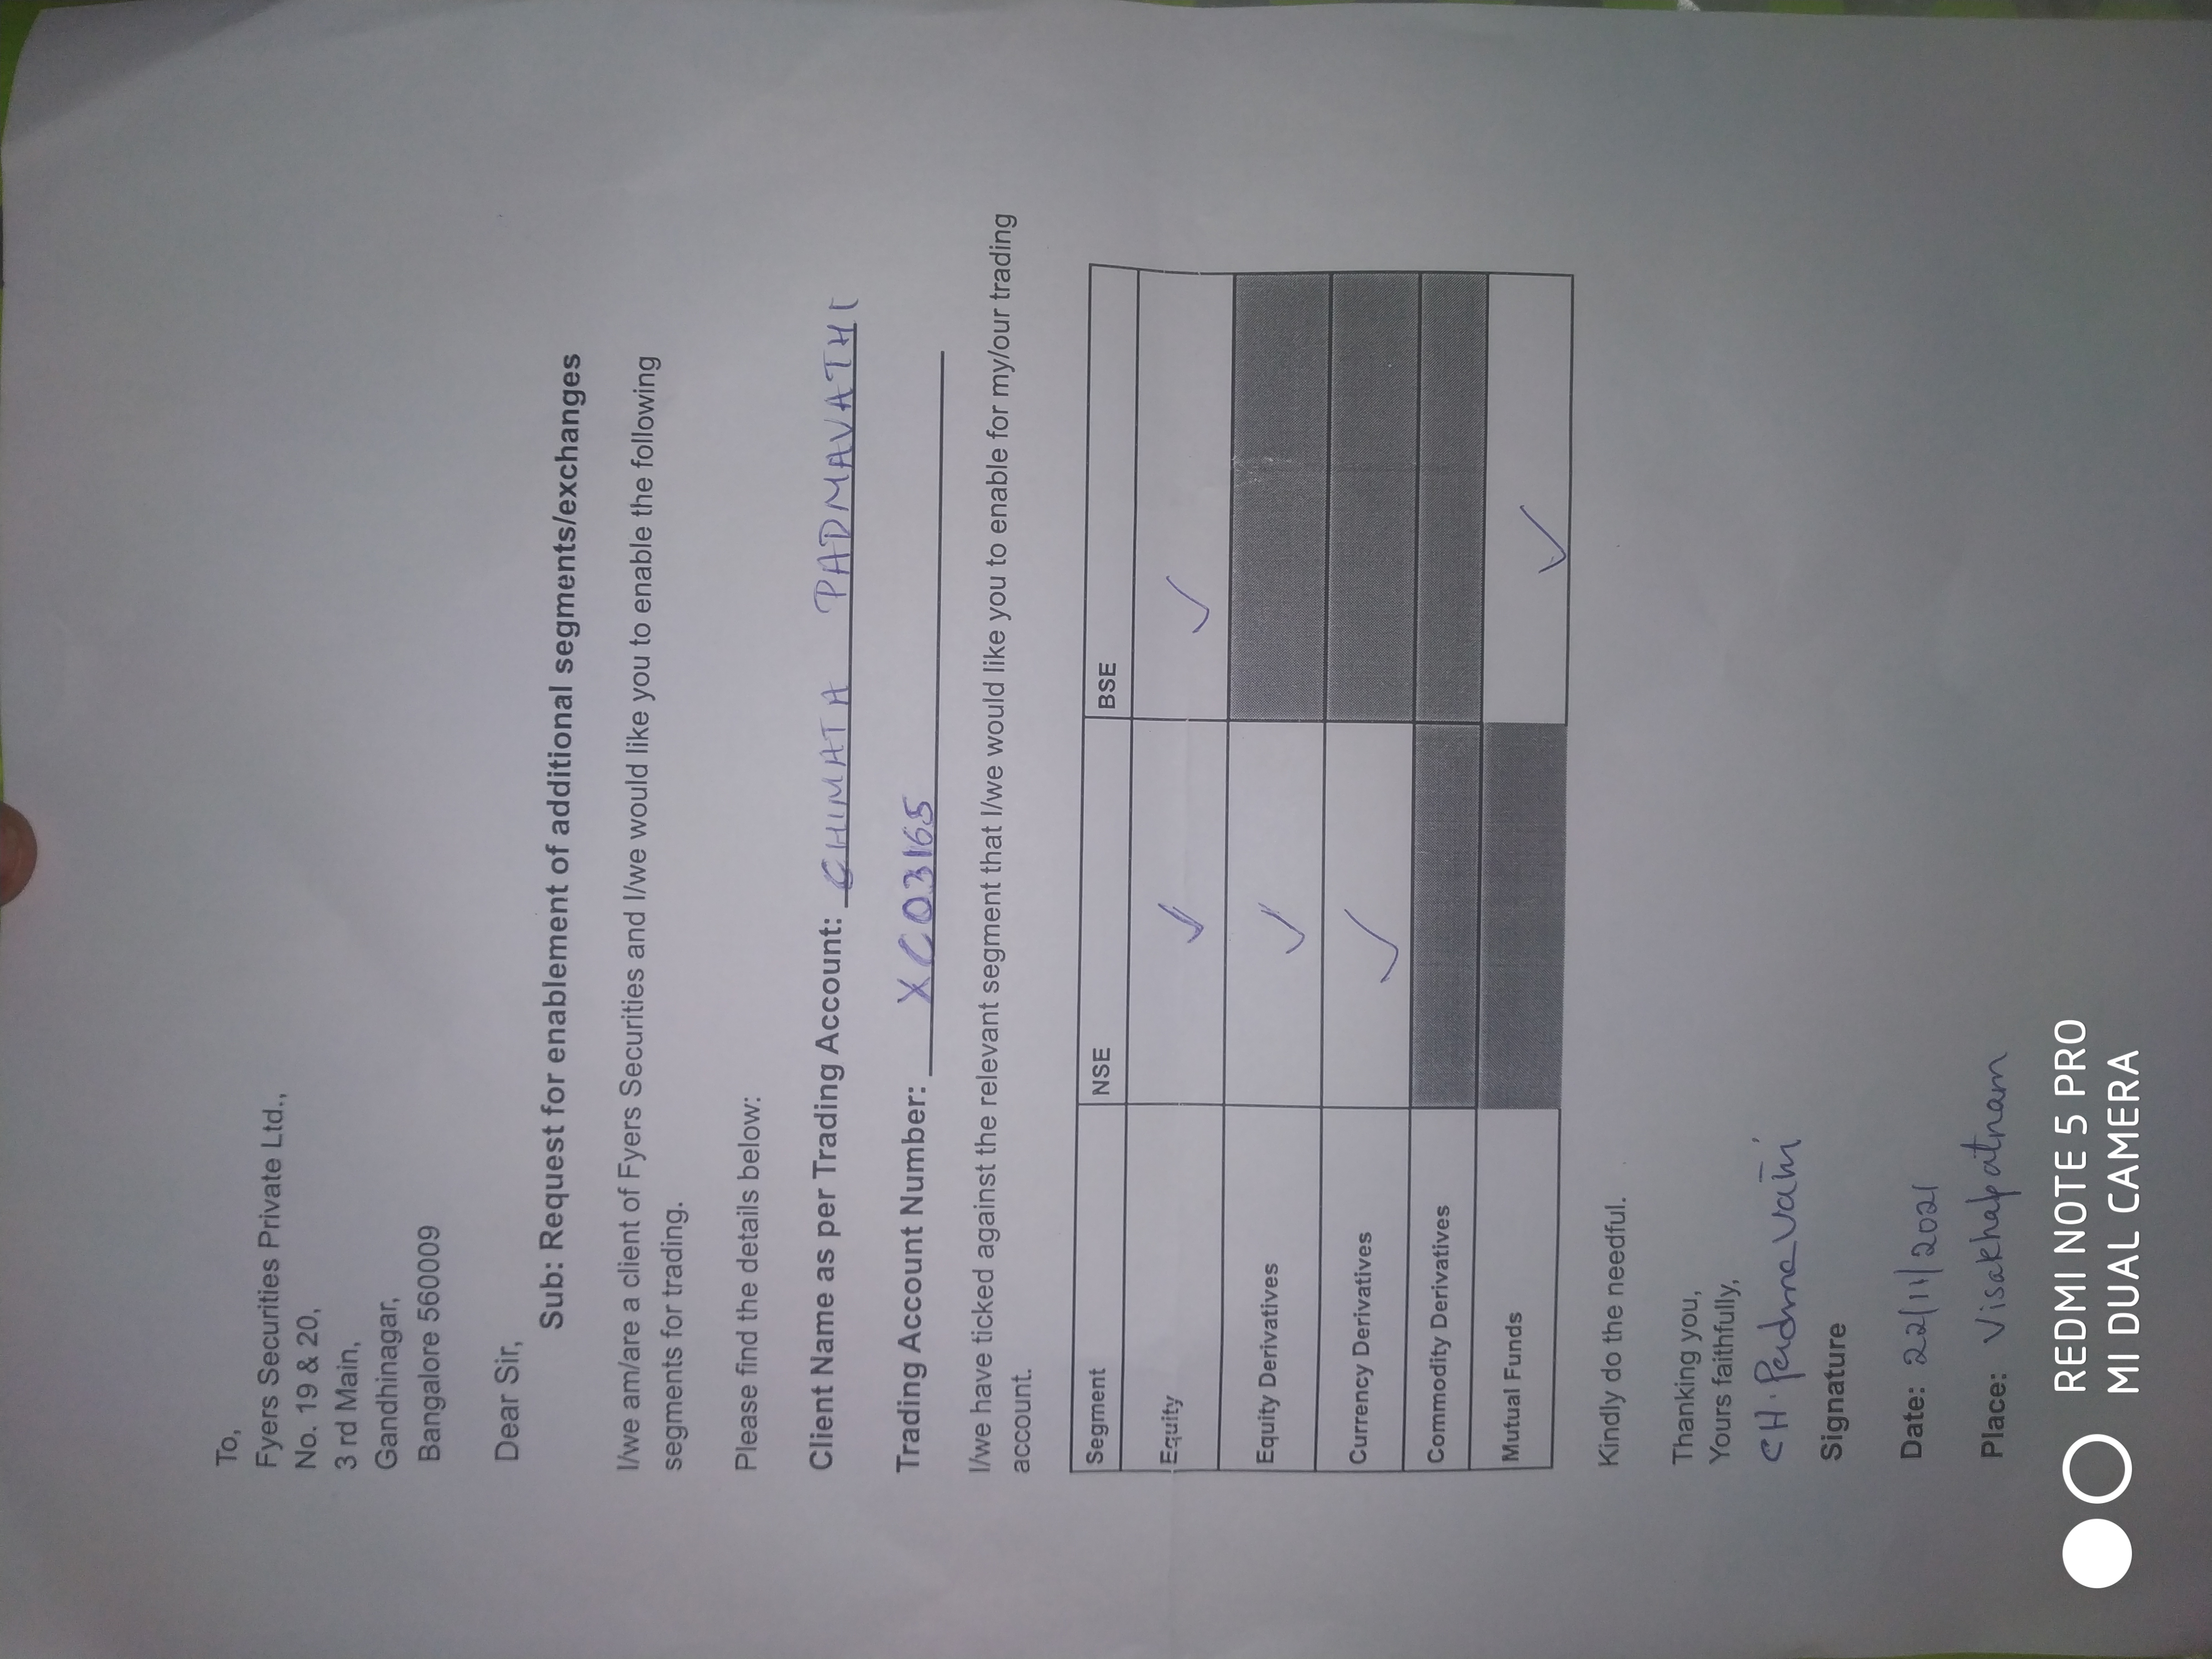 To,
Fyers Securities Private Ltd.,
No. 19 & 20,
3 rd Main,
Gandhinagar,
Bangalore 560009
Dear Sir,
Sub: Request for enablement of additional segments/exchanges
I/we am/are a client of Fyers Securities and I/we would like you to enable the following
segments for trading.
Please find the details below:
Client Name as per Trading Account: CHIMATA PADMAVATHI
Trading Account Number: XC03165
I/we have ticked against the relevant segment that I/we would like you to enable for my/our trading
account.
Segment NSE BSE
Equity ✓ ✓
Equity Derivatives ✓
Currency Derivatives ✓
Commodity Derivatives
Mutual Funds ✓
Kindly do the needful.
Thanking you,
Yours faithfully,
CH. Padmavathi
Signature
Date: 22/11/2021
Place: Visakhapatnam
REDMI NOTE 5 PRO
MI DUAL CAMERA